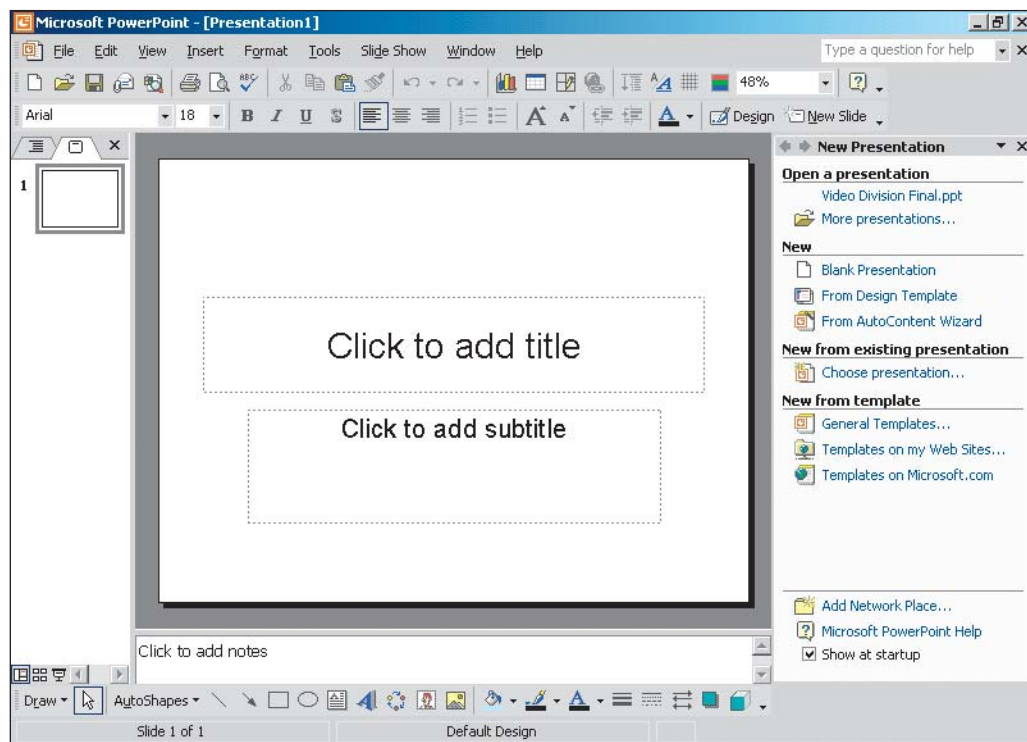 Microsoft PowerPoint - [Presentation1]
File Edit View Insert Format Tools Slide Show Window Help Type a question for help
ABC 48%
Arial 18 B I U S A A A Design New Slide
New Presentation
1
Open a presentation
Video Division Final.ppt
More presentations...
New
Blank Presentation
From Design Template
From AutoContent Wizard
New from existing presentation
Choose presentation...
New from template
General Templates...
Templates on my Web Sites...
Templates on Microsoft.com
Click to add title
Click to add subtitle
Add Network Place...
Microsoft PowerPoint Help
Show at startup
Click to add notes
Draw AutoShapes A A
Slide 1 of 1 Default Design